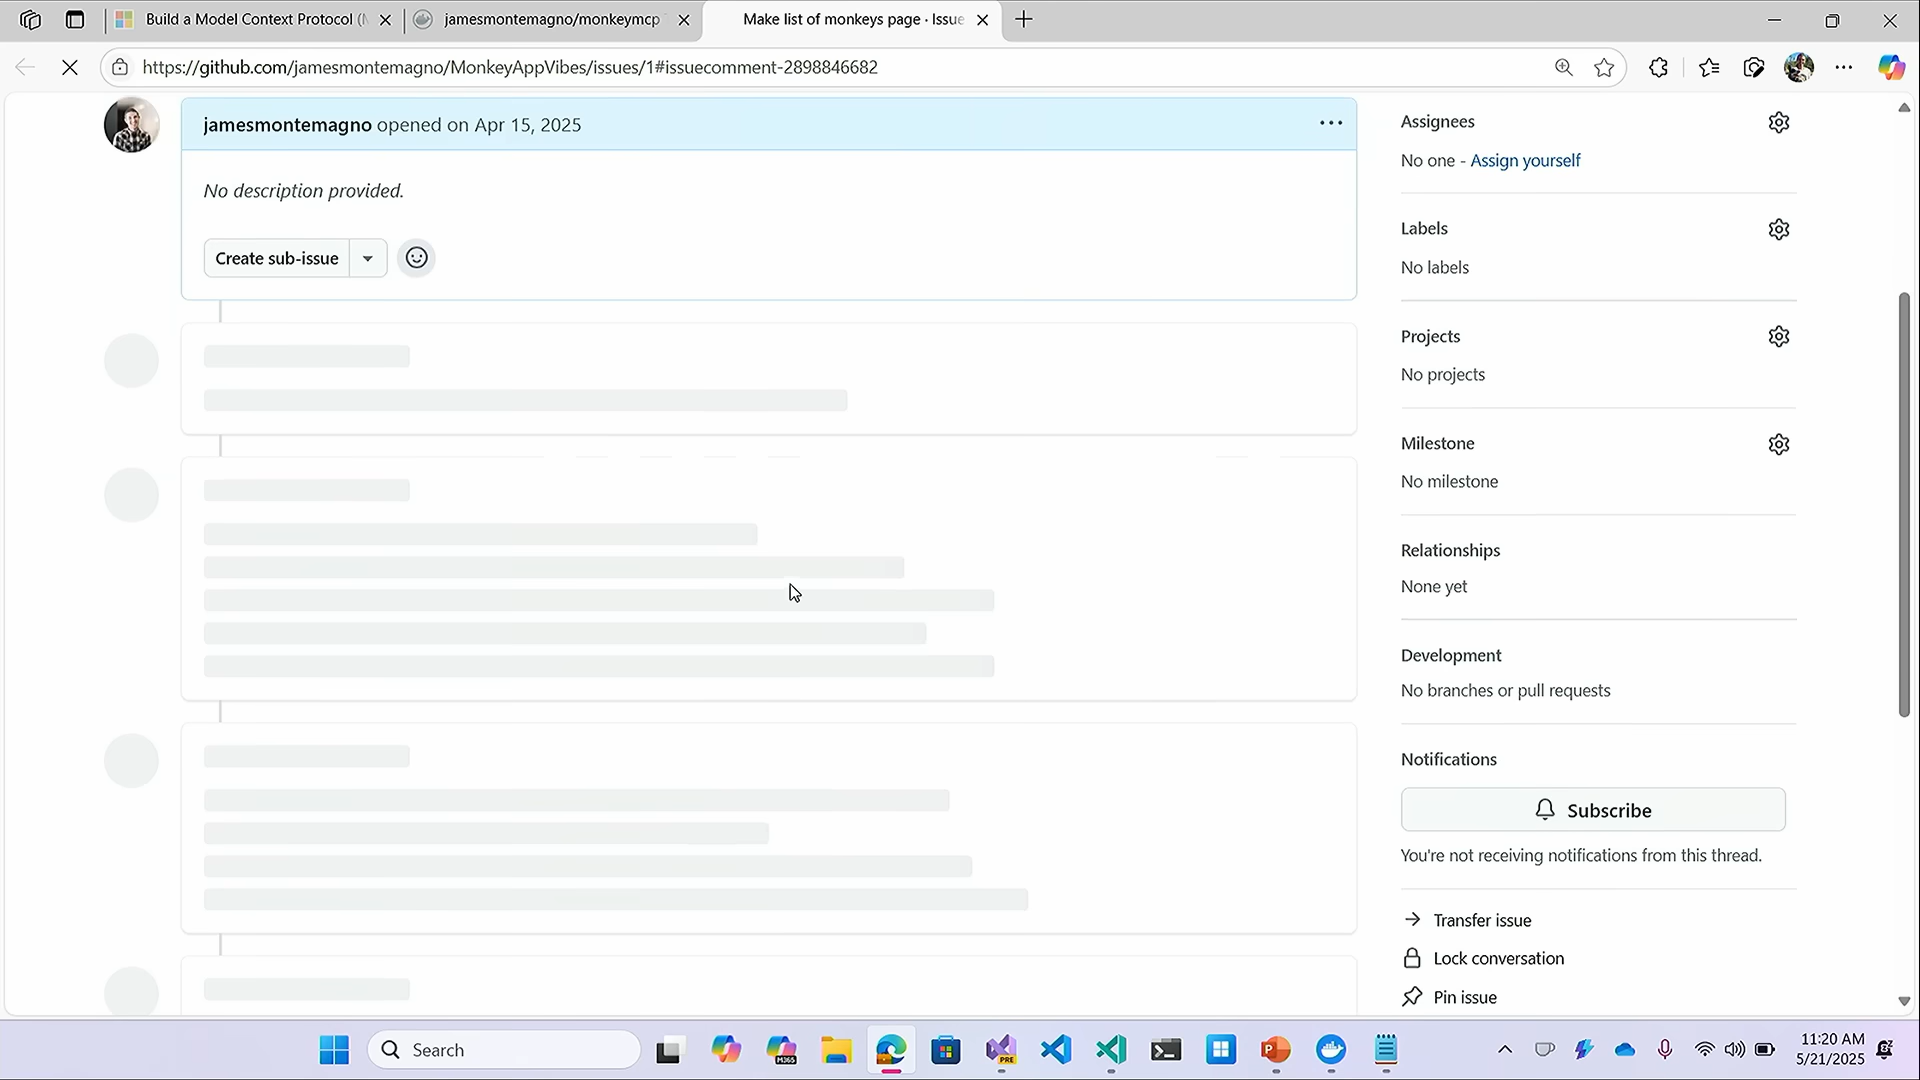 Build a Model Context Protocol (
jamesmontemagno/monkeymcp
Make list of monkeys page · Issue
https://github.com/jamesmontemagno/MonkeyAppVibes/issues/1#issuecomment-2898846682
jamesmontemagno opened on Apr 15, 2025
No description provided.
Create sub-issue
Assignees
No one - Assign yourself
Labels
No labels
Projects
No projects
Milestone
No milestone
Relationships
None yet
Development
No branches or pull requests
Notifications
Subscribe
You're not receiving notifications from this thread.
Transfer issue
Lock conversation
Pin issue
Search
M365
PRE
11:20 AM
5/21/2025